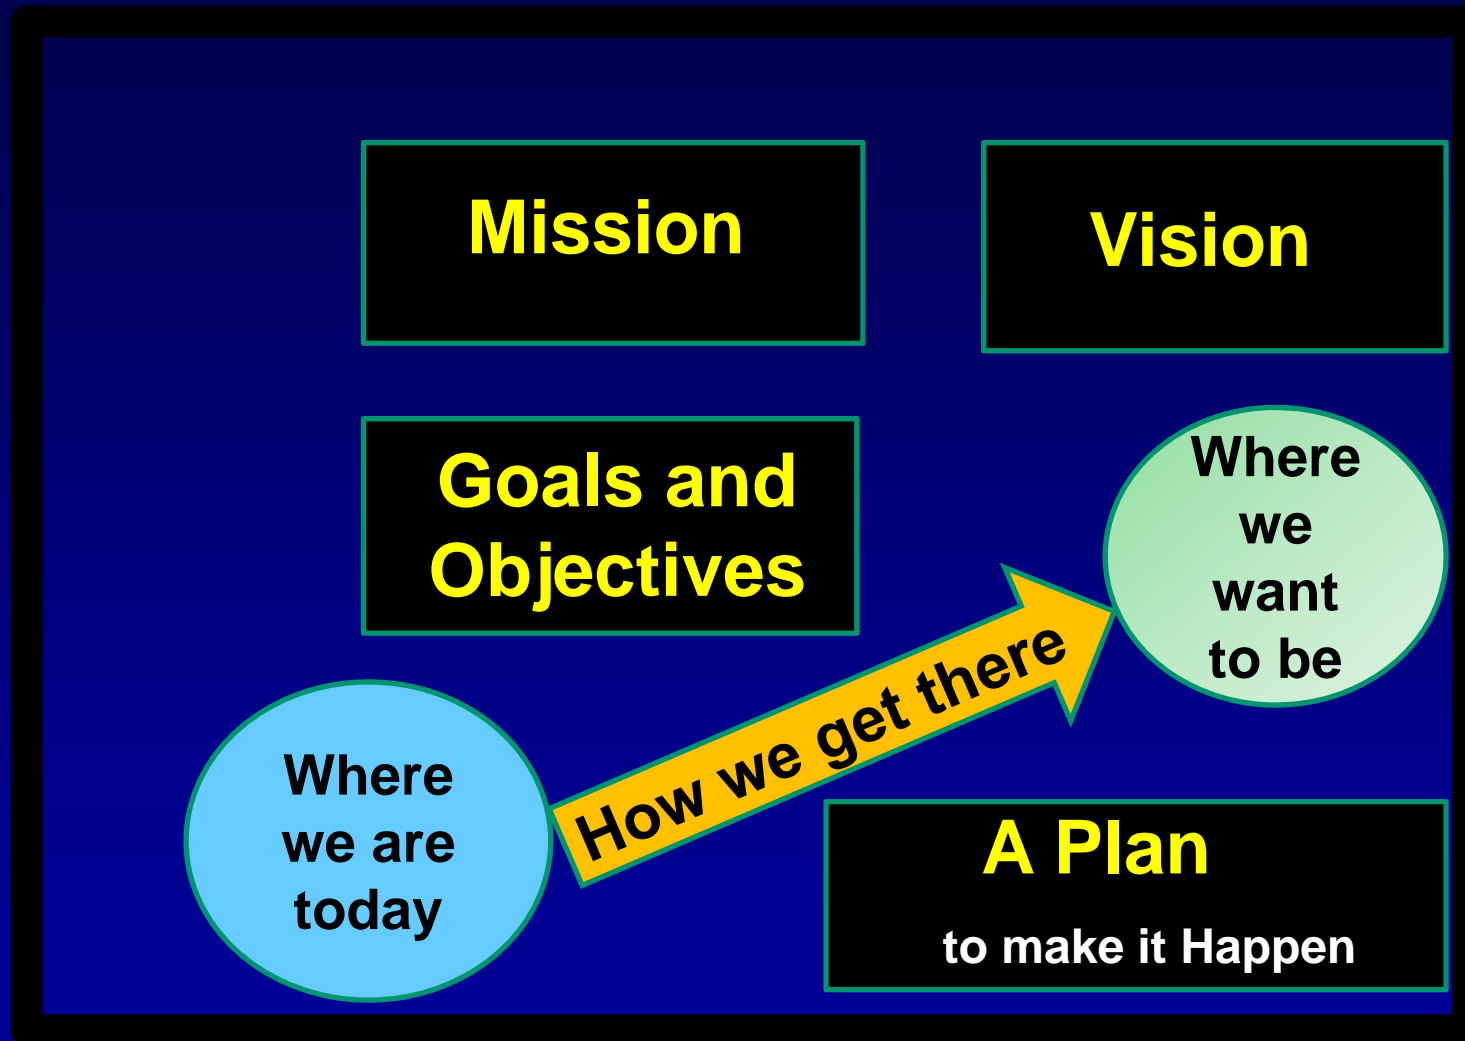 Mission
Vision
Goals and
Objectives
Where
we
want
to be
How we get there
Where
we are
today
A Plan
to make it Happen